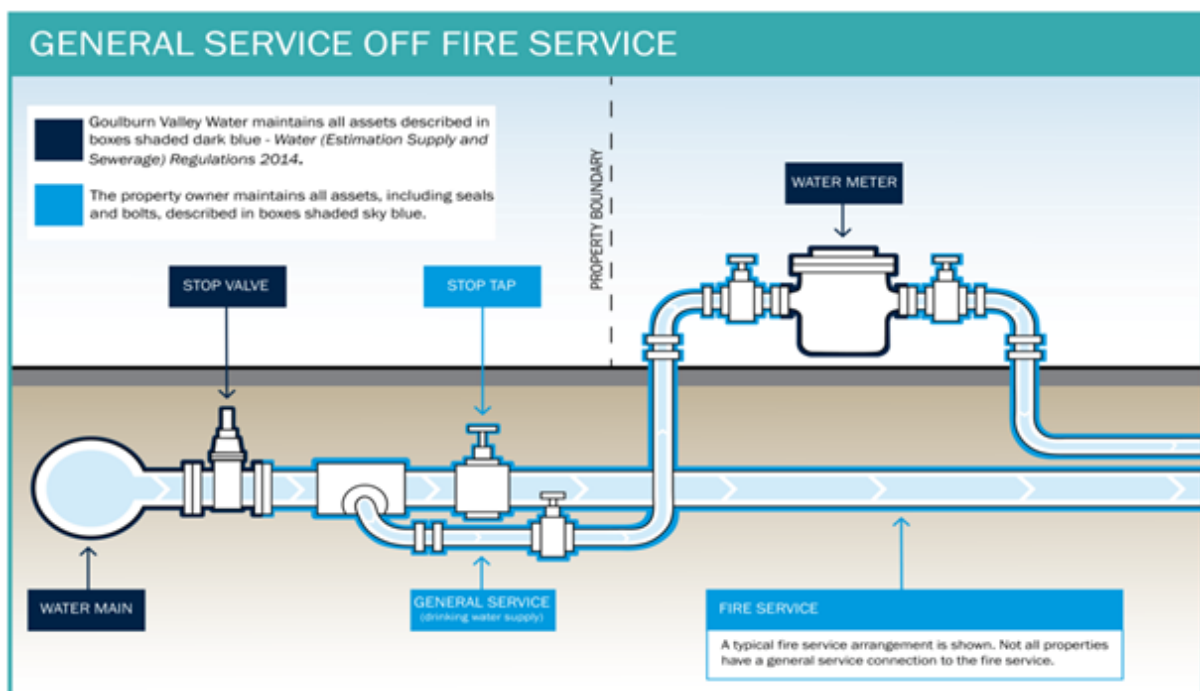 GENERAL SERVICE OFF FIRE SERVICE
Goulburn Valley Water maintains all assets described in
boxes shaded dark blue - Water (Estimation Supply and
Sewerage) Regulations 2014.
The property owner maintains all assets, including seals
and bolts, described in boxes shaded sky blue.
PROPERTY BOUNDARY
WATER METER
STOP VALVE
STOP TAP
WATER MAIN
GENERAL SERVICE
(drinking water supply)
FIRE SERVICE
A typical fire service arrangement is shown. Not all properties
have a general service connection to the fire service.